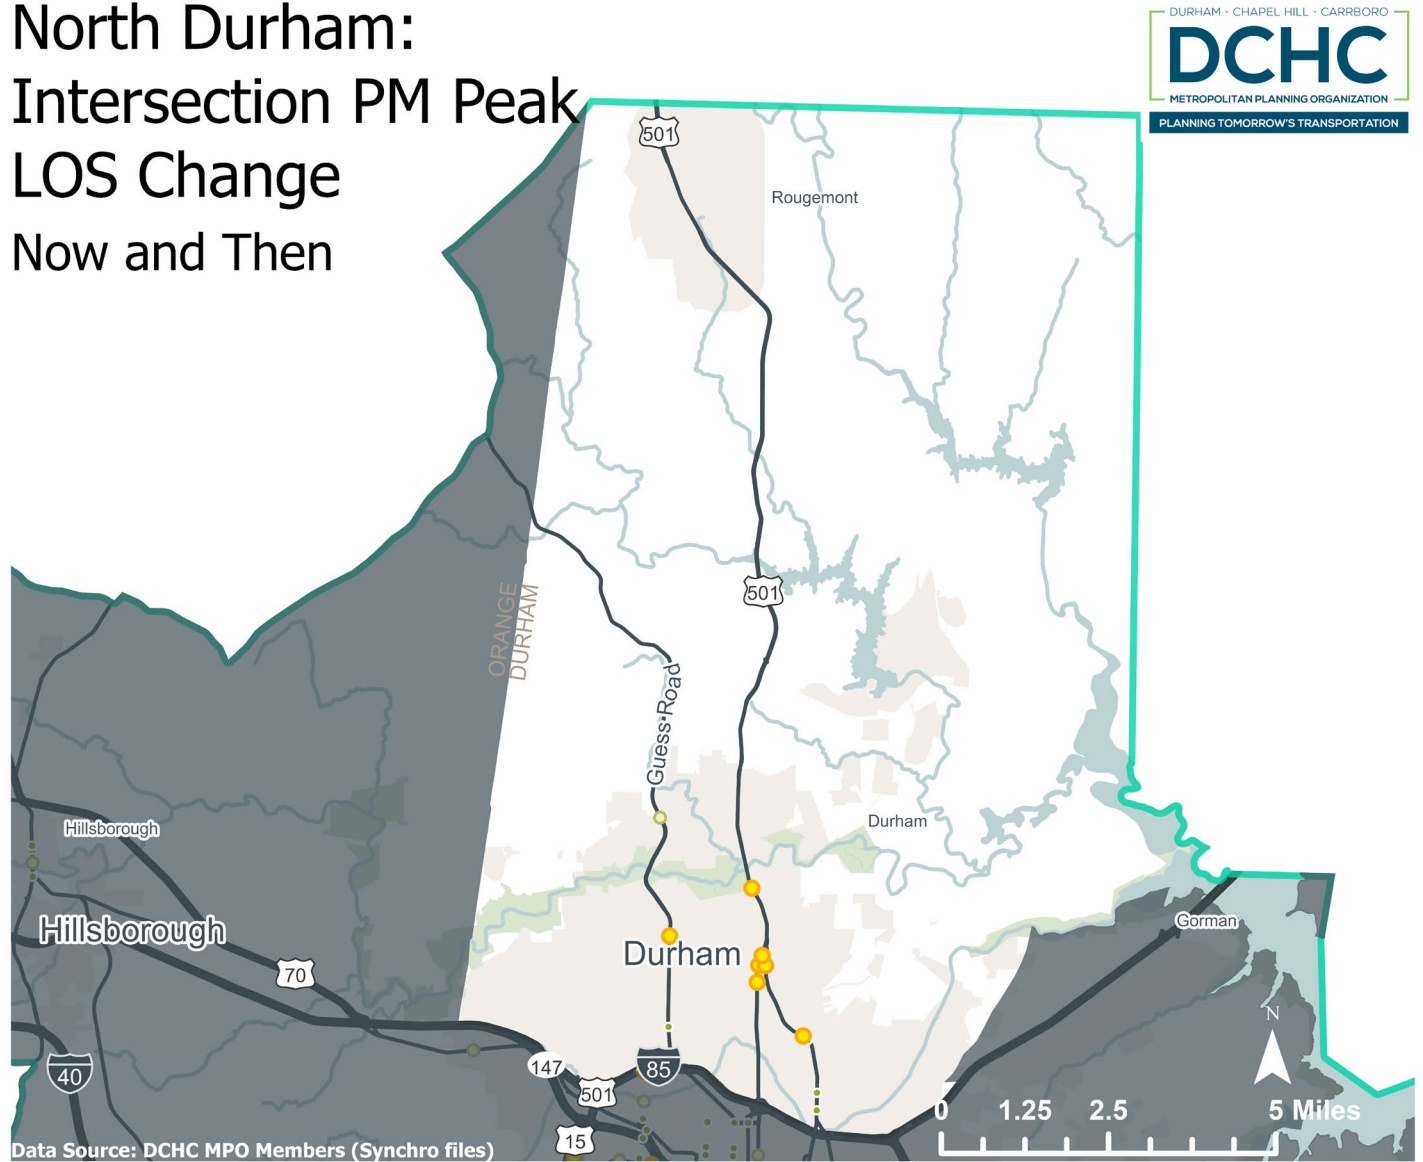 North Durham:
Intersection PM Peak
LOS Change
Now and Then
DURHAM · CHAPEL HILL · CARRBORO
DCHC
METROPOLITAN PLANNING ORGANIZATION
PLANNING TOMORROW'S TRANSPORTATION
501
Rougemont
501
ORANGE
DURHAM
Guess Road
Hillsborough
Durham
Hillsborough
Durham
Gorman
70
N
40
147
85
501
15
0 1.25 2.5 5 Miles
Data Source: DCHC MPO Members (Synchro files)